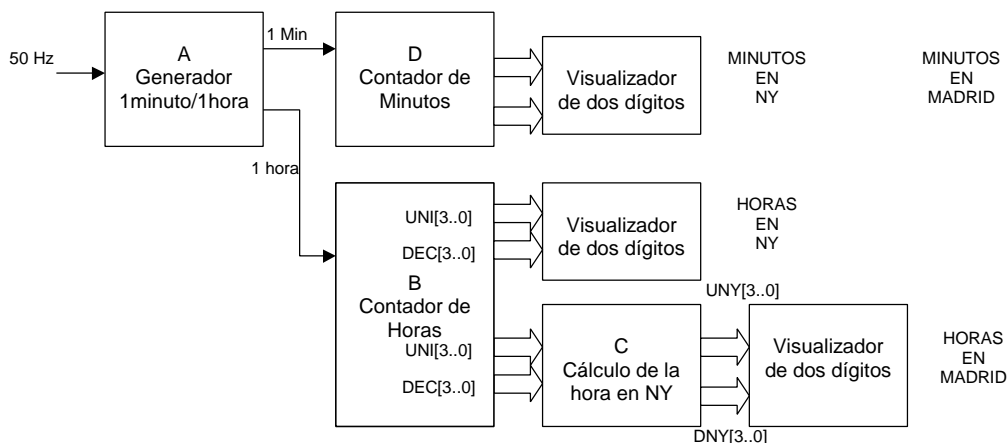 50 Hz
A
Generador
1minuto/1hora
1 Min
1 hora
D
Contador de
Minutos
Visualizador
de dos dígitos
MINUTOS
EN
NY
MINUTOS
EN
MADRID
UNI[3..0]
DEC[3..0]
B
Contador de
Horas
UNI[3..0]
DEC[3..0]
Visualizador
de dos dígitos
HORAS
EN
NY
C
Cálculo de la
hora en NY
UNY[3..0]
DNY[3..0]
Visualizador
de dos dígitos
HORAS
EN
MADRID